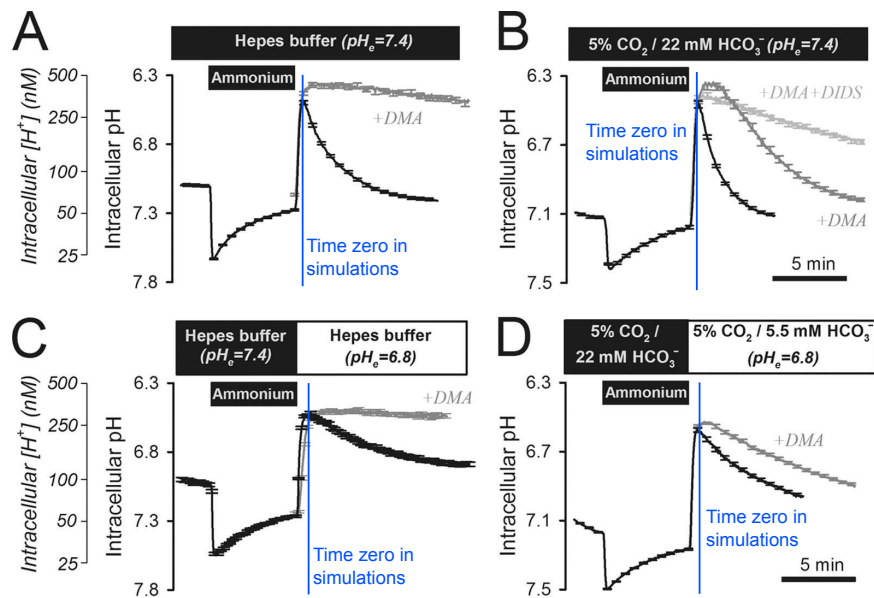 A
Hepes buffer (pHe=7.4)
Ammonium
+DMA
Time zero in
simulations
Intracellular [H+] (nM)
500
250
100
50
25
Intracellular pH
6.3
6.8
7.3
7.8
B
5% CO2 / 22 mM HCO3− (pHe=7.4)
Ammonium
+DMA+DIDS
Time zero in
simulations
+DMA
5 min
Intracellular pH
6.3
6.7
7.1
7.5
C
Hepes buffer
(pHe=7.4)
Hepes buffer
(pHe=6.8)
Ammonium
+DMA
Time zero in
simulations
Intracellular [H+] (nM)
500
250
100
50
25
Intracellular pH
6.3
6.8
7.3
7.8
D
5% CO2 /
22 mM HCO3−
5% CO2 / 5.5 mM HCO3−
(pHe=6.8)
Ammonium
+DMA
Time zero in
simulations
5 min
Intracellular pH
6.3
6.7
7.1
7.5